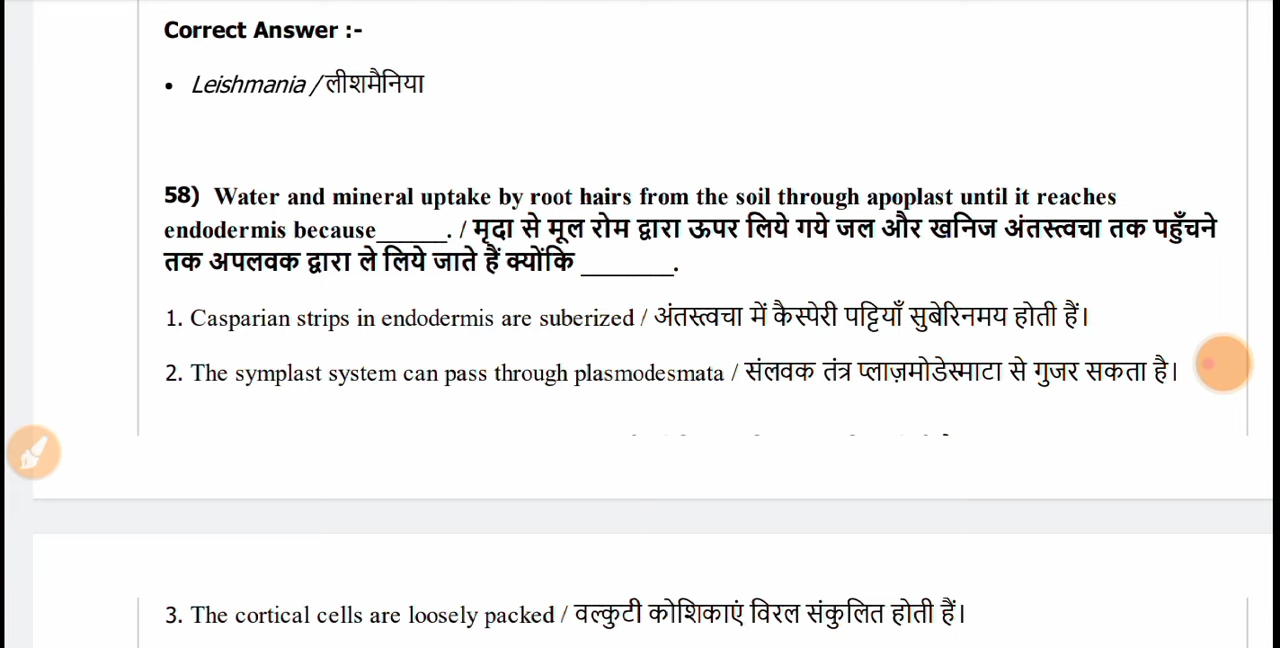 Correct Answer :-
• Leishmania / लीशमैनिया
58) Water and mineral uptake by root hairs from the soil through apoplast until it reaches
endodermis because______. / मृदा से मूल रोम द्वारा ऊपर लिये गये जल और खनिज अंतस्त्वचा तक पहुँचने
तक अपलवक द्वारा ले लिये जाते हैं क्योंकि ________.
1. Casparian strips in endodermis are suberized / अंतस्त्वचा में कैस्पेरी पट्टियाँ सुबेरिनमय होती हैं।
2. The symplast system can pass through plasmodesmata / संलवक तंत्र प्लाज़मोडेस्माटा से गुजर सकता है।
3. The cortical cells are loosely packed / वल्कुटी कोशिकाएं विरल संकुलित होती हैं।